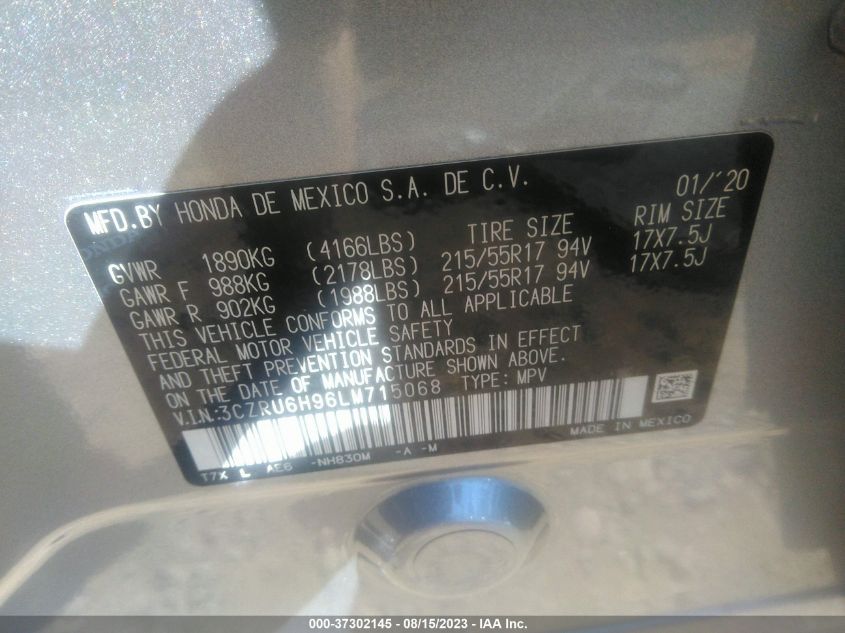 MFD.BY HONDA DE MEXICO S.A. DE C.V. 01/'20
TIRE SIZE RIM SIZE
GVWR 1890KG (4166LBS)
GAWR F 988KG (2178LBS) 215/55R17 94V 17X7.5J
GAWR R 902KG (1988LBS) 215/55R17 94V 17X7.5J
THIS VEHICLE CONFORMS TO ALL APPLICABLE
FEDERAL MOTOR VEHICLE SAFETY
AND THEFT PREVENTION STANDARDS IN EFFECT
ON THE DATE OF MANUFACTURE SHOWN ABOVE.
V.I.N:3CZRU6H96LM715068 TYPE: MPV
MADE IN MEXICO
T7X L AE6 -NH830M -A -M
000-37302145 - 08/15/2023 - IAA Inc.